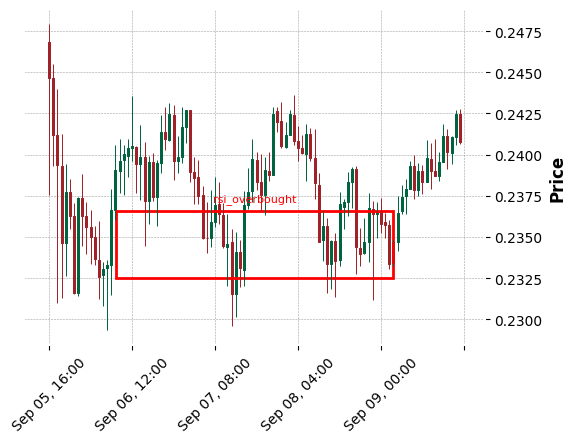 0.2475
0.2450
0.2425
0.2400
0.2375
0.2350
0.2325
0.2300
Price
rsi_overbought
Sep 05, 16:00
Sep 06, 12:00
Sep 07, 08:00
Sep 08, 04:00
Sep 09, 00:00